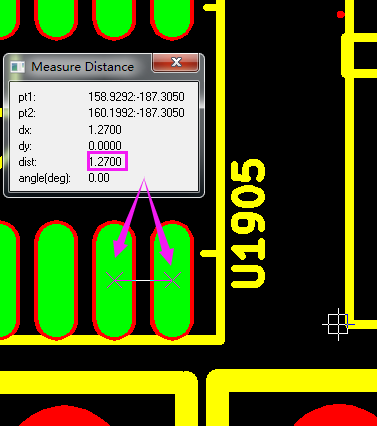 Measure Distance
pt1: 158.9292:-187.3050
pt2: 160.1992:-187.3050
dx: 1.2700
dy: 0.0000
dist: 1.2700
angle(deg): 0.00
U1905